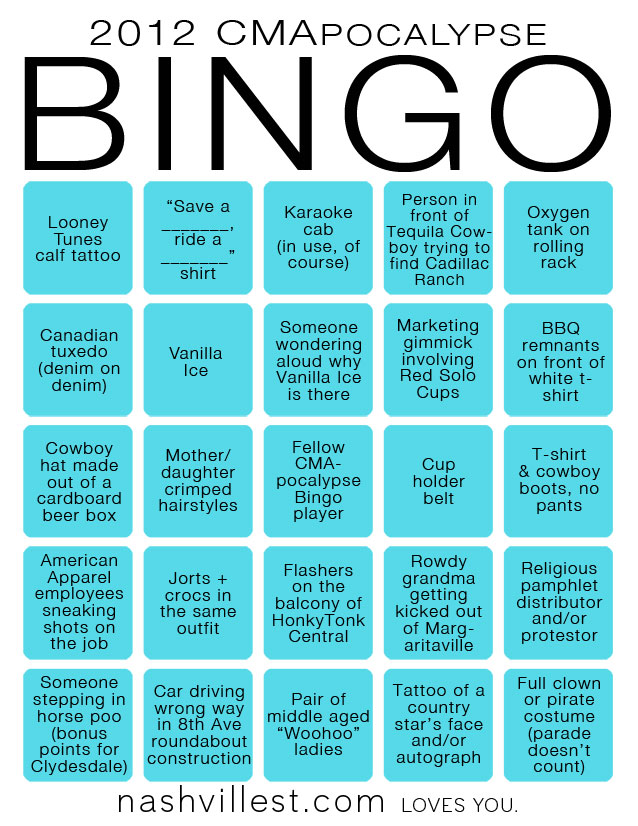 2012 CMAPOCALYPSE
BINGO
Looney
Tunes
calf tattoo
“Save a
_______,
ride a
_______”
shirt
Karaoke
cab
(in use, of
course)
Person in
front of
Tequila Cow-
boy trying to
find Cadillac
Ranch
Oxygen
tank on
rolling
rack
Canadian
tuxedo
(denim on
denim)
Vanilla
Ice
Someone
wondering
aloud why
Vanilla Ice
is there
Marketing
gimmick
involving
Red Solo
Cups
BBQ
remnants
on front of
white t-
shirt
Cowboy
hat made
out of a
cardboard
beer box
Mother/
daughter
crimped
hairstyles
Fellow
CMA-
pocalypse
Bingo
player
Cup
holder
belt
T-shirt
& cowboy
boots, no
pants
American
Apparel
employees
sneaking
shots on
the job
Jorts +
crocs in
the same
outfit
Flashers
on the
balcony of
HonkyTonk
Central
Rowdy
grandma
getting
kicked out
of Marg-
aritaville
Religious
pamphlet
distributor
and/or
protestor
Someone
stepping in
horse poo
(bonus
points for
Clydesdale)
Car driving
wrong way
in 8th Ave
roundabout
construction
Pair of
middle aged
“Woohoo”
ladies
Tattoo of a
country
star’s face
and/or
autograph
Full clown
or pirate
costume
(parade
doesn’t
count)
nashvillest.com LOVES YOU.